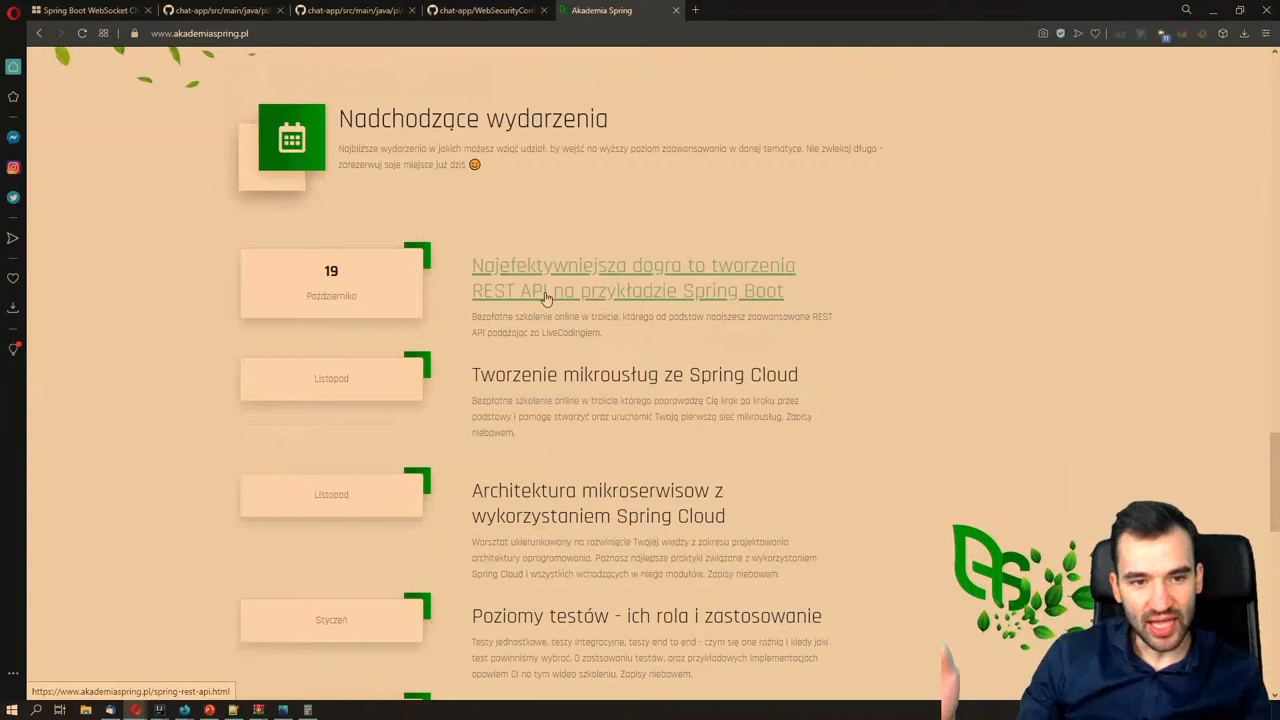 Spring Boot WebSocket Ch
chat-app/src/main/java/pl/
chat-app/src/main/java/pl/
chat-app/WebSecurityCon
Akademia Spring
www.akademiaspring.pl
Nadchodzące wydarzenia
Najbliższe wydarzenia w jakich możesz wziąć udział, by wejść na wyższy poziom zaawansowania w danej tematyce. Nie zwlekaj długo -
zarezerwuj soje miejsce już dziś
19
Października
Najefektywniejsza dogra to tworzenia
REST API na przykładzie Spring Boot
Bezpłatne szkolenie online w trakcie, którego od podstaw napiszesz zaawansowane REST
API podążając za LiveCodingiem.
Listopad
Tworzenie mikrousług ze Spring Cloud
Bezpłatne szkolenie online w trakcie którego poprowadzę Cię krok po kroku przez
podstawy i pomogę stworzyć oraz uruchomić Twoją pierwszą sieć mikrousług. Zapisy
niebawem.
Listopad
Architektura mikroserwisow z
wykorzystaniem Spring Cloud
Warsztat ukierunkowany na rozwinięcie Twojej wiedzy z zakresu projektowania
architektury oprogramowania. Poznasz najlepsze praktyki związane z wykorzystaniem
Spring Cloud i wszystkich wchodzących w niego modułów. Zapisy niebawem.
Styczeń
Poziomy testów - ich rola i zastosowanie
Testy jednostkowe, testy integracyjne, testy end to end - czym się one różnią i kiedy jaki
test powinniśmy wybrać. O zastsowaniu testów, oraz przykładowych implementacjach
opowiem Ci na tym wideo szkoleniu. Zapisy niebawem.
https://www.akademiaspring.pl/spring-rest-api.html